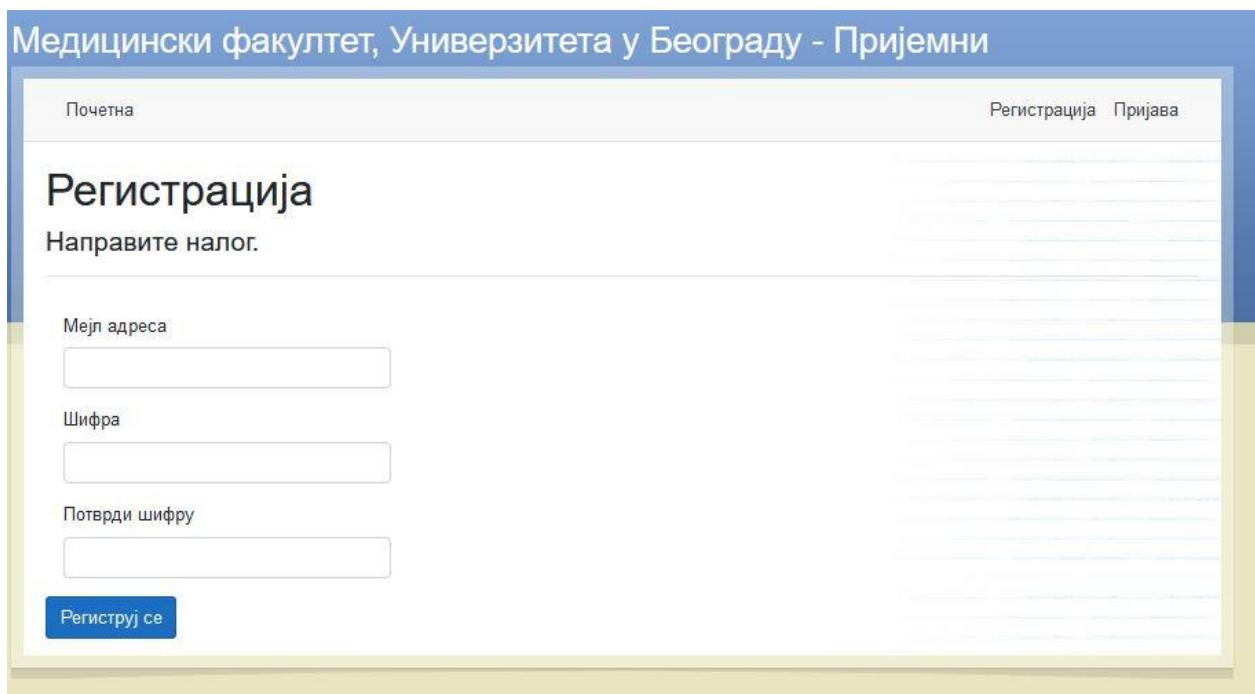 Медицински факултет, Универзитета у Београду - Пријемни
Почетна Регистрација Пријава
Регистрација
Направите налог.
Мејл адреса
Шифра
Потврди шифру
Региструј се